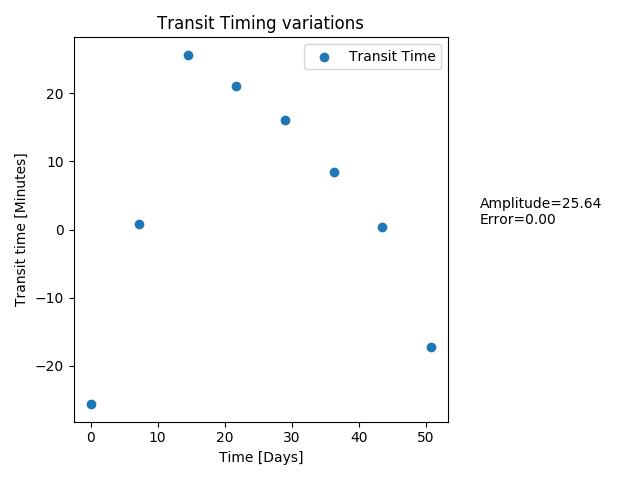 Transit Timing variations
Transit Time
Transit time [Minutes]
20
10
0
−10
−20
0
10
20
30
40
50
Time [Days]
Amplitude=25.64
Error=0.00